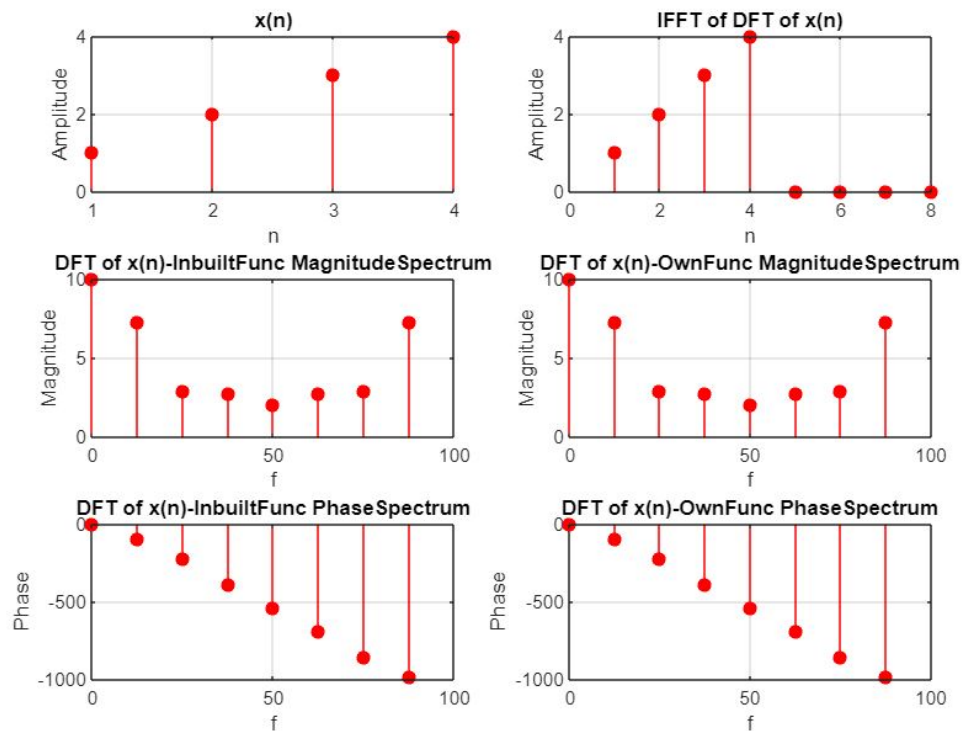 x(n)
4
2
0
Amplitude
1 2 3 4
n
IFFT of DFT of x(n)
4
2
0
Amplitude
0 2 4 6 8
n
DFT of x(n)-InbuiltFunc MagnitudeSpectrum
10
5
0
Magnitude
0 50 100
f
DFT of x(n)-OwnFunc MagnitudeSpectrum
10
5
0
Magnitude
0 50 100
f
DFT of x(n)-InbuiltFunc PhaseSpectrum
0
-500
-1000
Phase
0 50 100
f
DFT of x(n)-OwnFunc PhaseSpectrum
0
-500
-1000
Phase
0 50 100
f